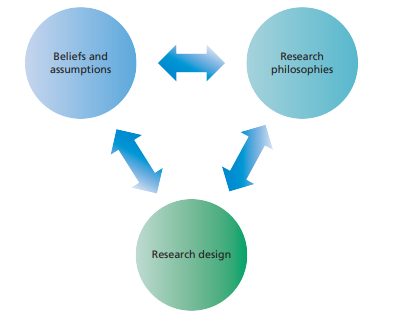 Beliefs and
assumptions
Research
philosophies
Research design